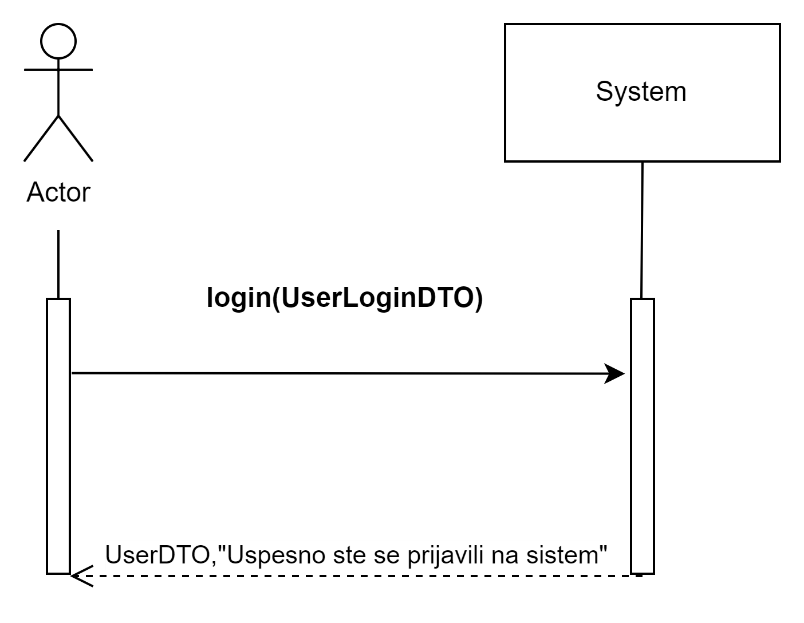 System
Actor
login(UserLoginDTO)
UserDTO,"Uspesno ste se prijavili na sistem"